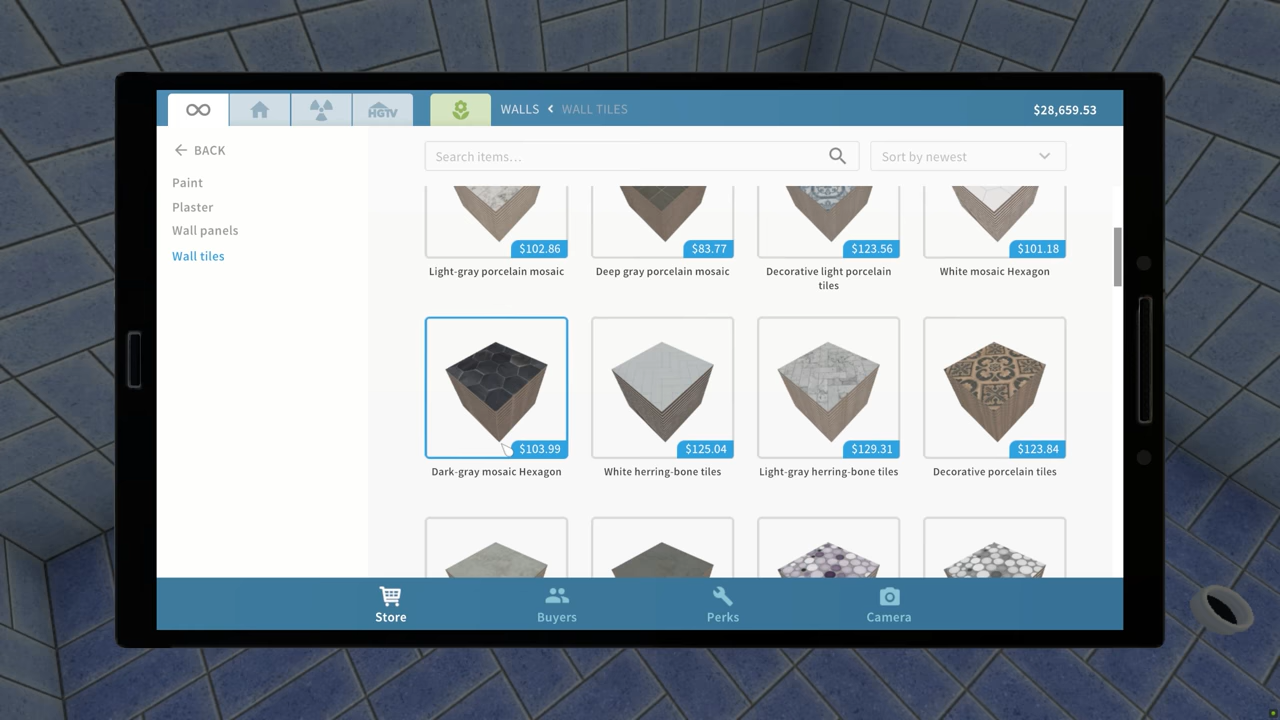 HGTV
WALLS < WALL TILES
$28,659.53
BACK
Paint
Plaster
Wall panels
Wall tiles
Search items...
Sort by newest
$102.86
$83.77
$123.56
$101.18
Light-gray porcelain mosaic
Deep gray porcelain mosaic
Decorative light porcelain
tiles
White mosaic Hexagon
$103.99
$125.04
$129.31
$123.84
Dark-gray mosaic Hexagon
White herring-bone tiles
Light-gray herring-bone tiles
Decorative porcelain tiles
Store
Buyers
Perks
Camera